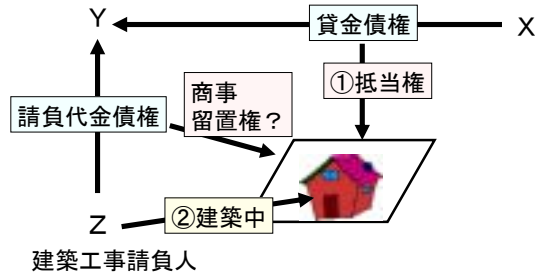 Y
貸金債権
X
①抵当権
商事
留置権？
請負代金債権
②建築中
Z
建築工事請負人